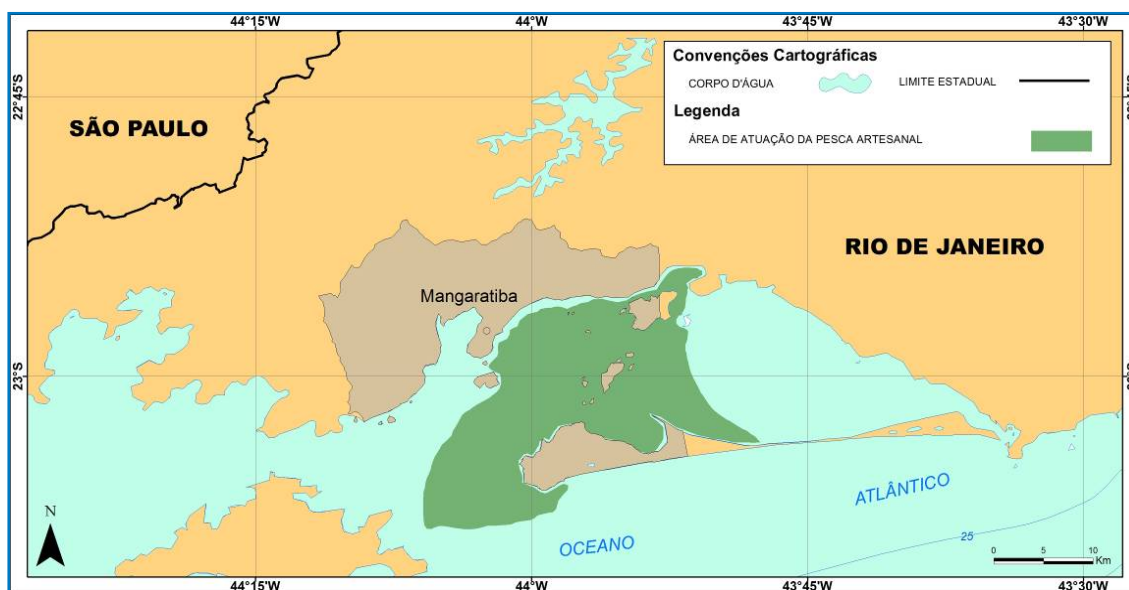 44°15'W 44°W 43°45'W 43°30'W
Convenções Cartográficas
CORPO D'ÁGUA LIMITE ESTADUAL
Legenda
ÁREA DE ATUAÇÃO DA PESCA ARTESANAL
22°45'S
SÃO PAULO
RIO DE JANEIRO
Mangaratiba
23°S
ATLÂNTICO
OCEANO
25
N
0 5 10
Km
44°15'W 44°W 43°45'W 43°30'W